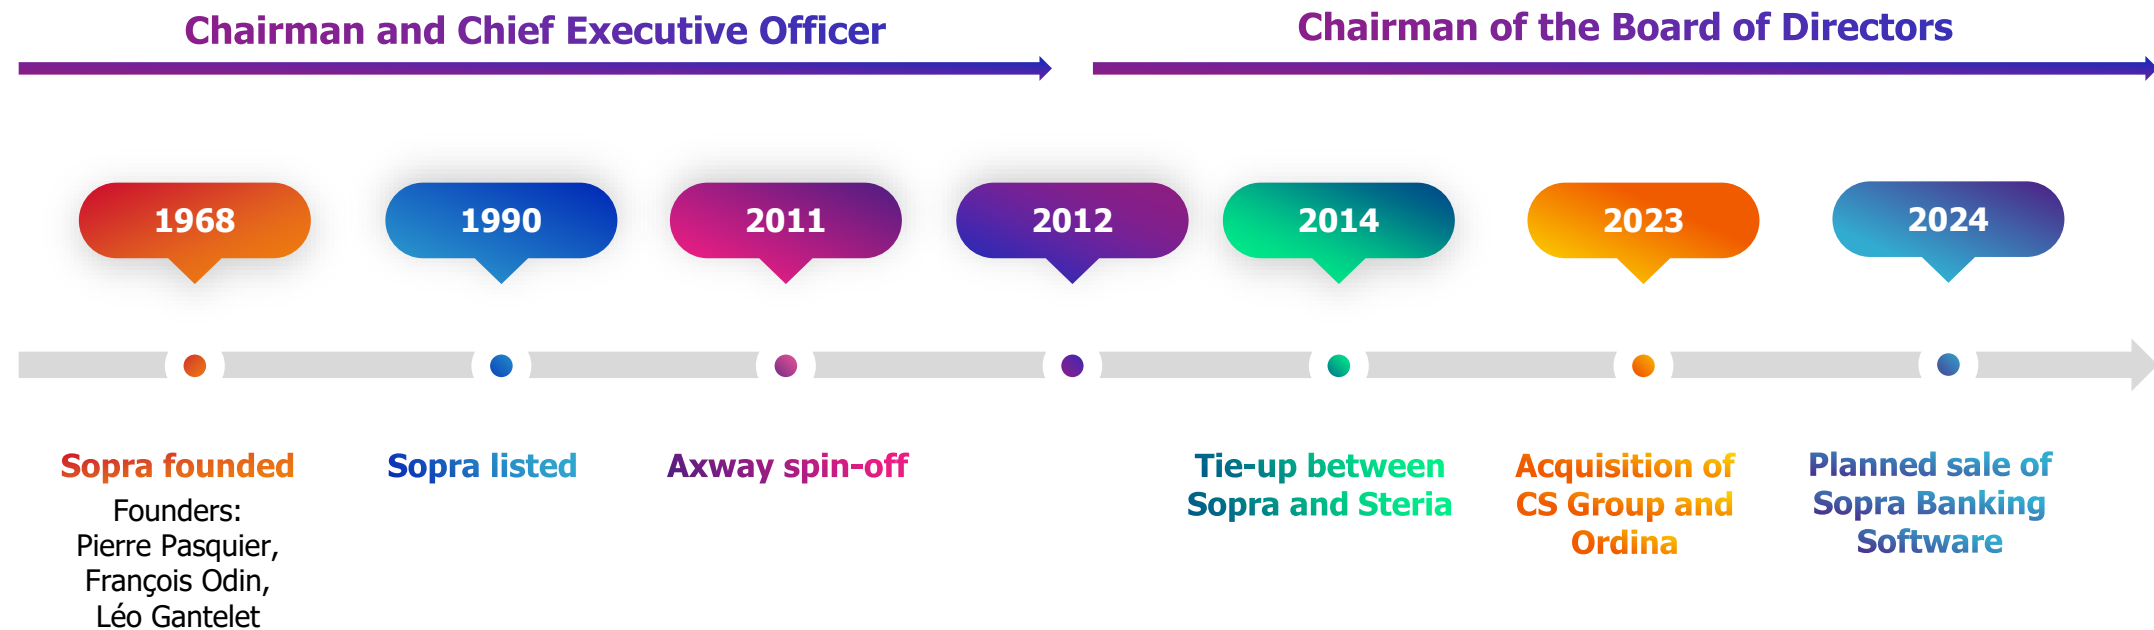 Chairman and Chief Executive Officer
Chairman of the Board of Directors
1968
1990
2011
2012
2014
2023
2024
Sopra founded
Founders:
Pierre Pasquier,
François Odin,
Léo Gantelet
Sopra listed
Axway spin-off
Tie-up between
Sopra and Steria
Acquisition of
CS Group and
Ordina
Planned sale of
Sopra Banking
Software